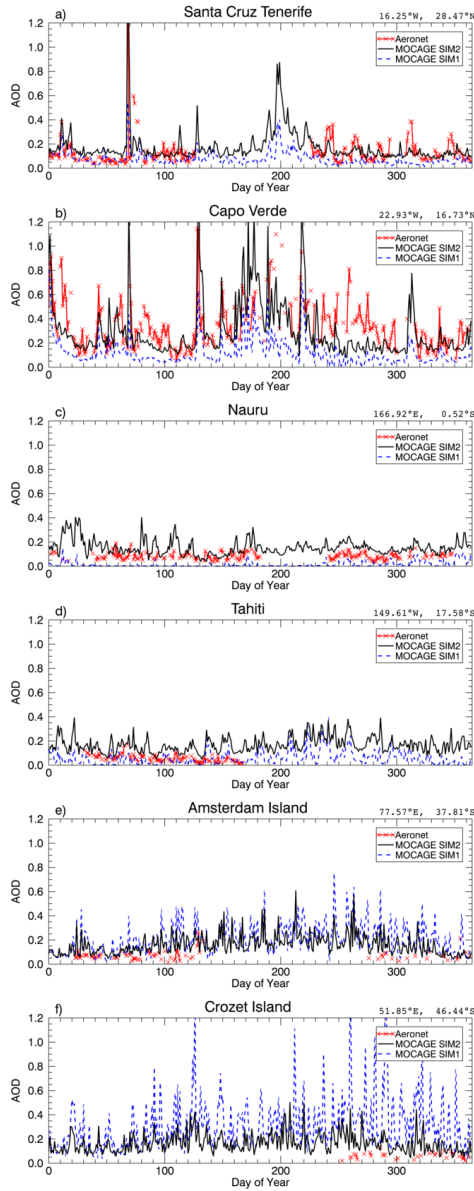 a) Santa Cruz Tenerife 16.25°W, 28.47°N
1.2
1.0
0.8
0.6
0.4
0.2
0.0
AOD
Aeronet
MOCAGE SIM2
MOCAGE SIM1
0 100 200 300
Day of Year
b) Capo Verde 22.93°W, 16.73°N
1.2
1.0
0.8
0.6
0.4
0.2
0.0
AOD
Aeronet
MOCAGE SIM2
MOCAGE SIM1
0 100 200 300
Day of Year
c) Nauru 166.92°E, 0.52°S
1.2
1.0
0.8
0.6
0.4
0.2
0.0
AOD
Aeronet
MOCAGE SIM2
MOCAGE SIM1
0 100 200 300
Day of Year
d) Tahiti 149.61°W, 17.58°S
1.2
1.0
0.8
0.6
0.4
0.2
0.0
AOD
Aeronet
MOCAGE SIM2
MOCAGE SIM1
0 100 200 300
Day of Year
e) Amsterdam Island 77.57°E, 37.81°S
1.2
1.0
0.8
0.6
0.4
0.2
0.0
AOD
Aeronet
MOCAGE SIM2
MOCAGE SIM1
0 100 200 300
Day of Year
f) Crozet Island 51.85°E, 46.44°S
1.2
1.0
0.8
0.6
0.4
0.2
0.0
AOD
Aeronet
MOCAGE SIM2
MOCAGE SIM1
0 100 200 300
Day of Year